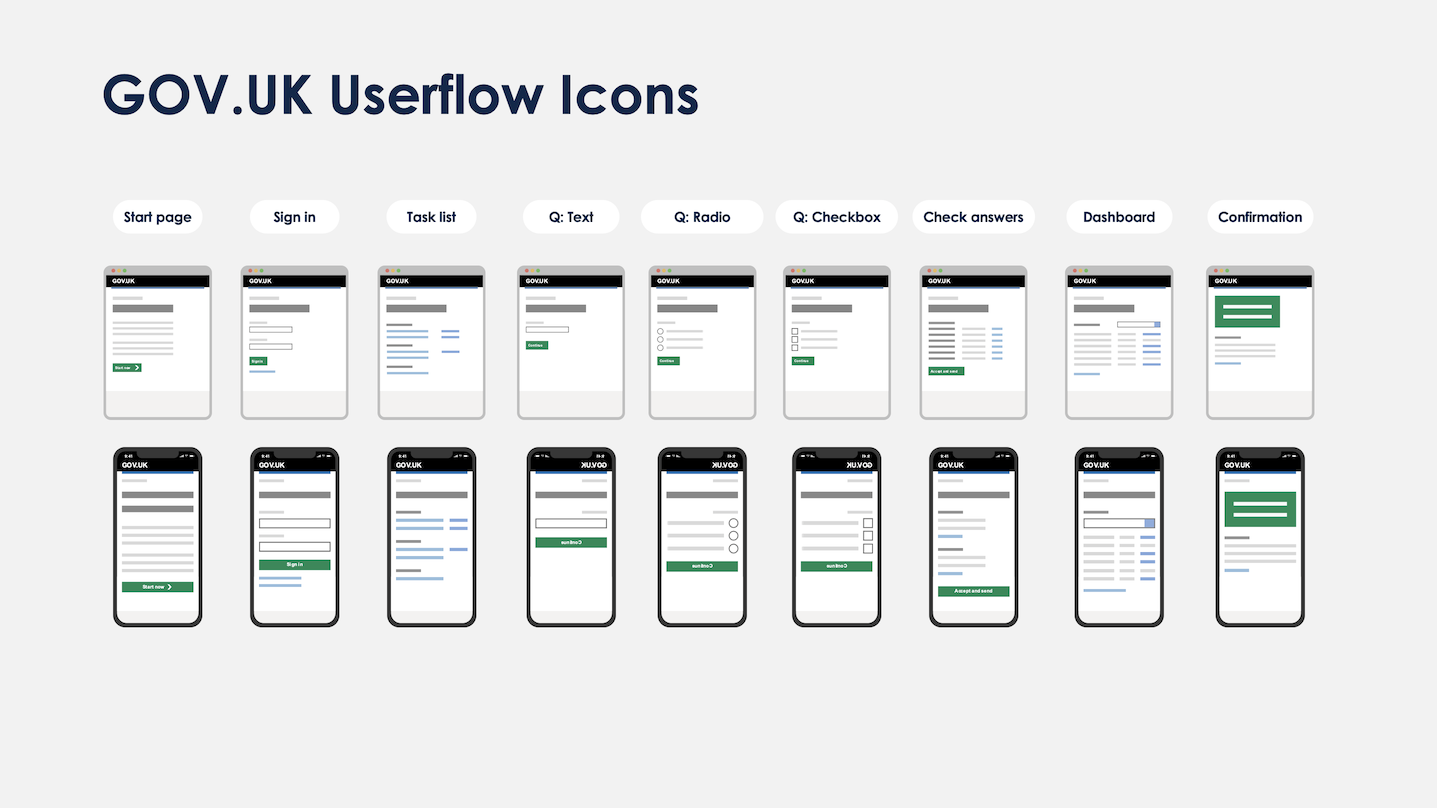 GOV.UK Userflow Icons
Start page
Sign in
Task list
Q: Text
Q: Radio
Q: Checkbox
Check answers
Dashboard
Confirmation
GOV.UK
GOV.UK
GOV.UK
GOV.UK
GOV.UK
GOV.UK
GOV.UK
GOV.UK
GOV.UK
Start now
Sign in
Continue
Continue
Continue
Accept and send
9:41
9:41
9:41
9:41
9:41
9:41
9:41
9:41
9:41
GOV.UK
GOV.UK
GOV.UK
GOV.UK
GOV.UK
GOV.UK
GOV.UK
GOV.UK
GOV.UK
Start now
Sign in
Continue
Continue
Continue
Accept and send